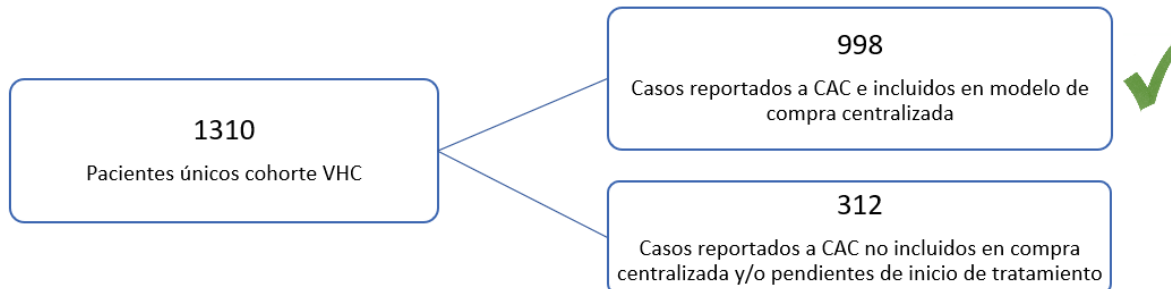 1310
Pacientes únicos cohorte VHC
998
Casos reportados a CAC e incluidos en modelo de
compra centralizada
312
Casos reportados a CAC no incluidos en compra
centralizada y/o pendientes de inicio de tratamiento